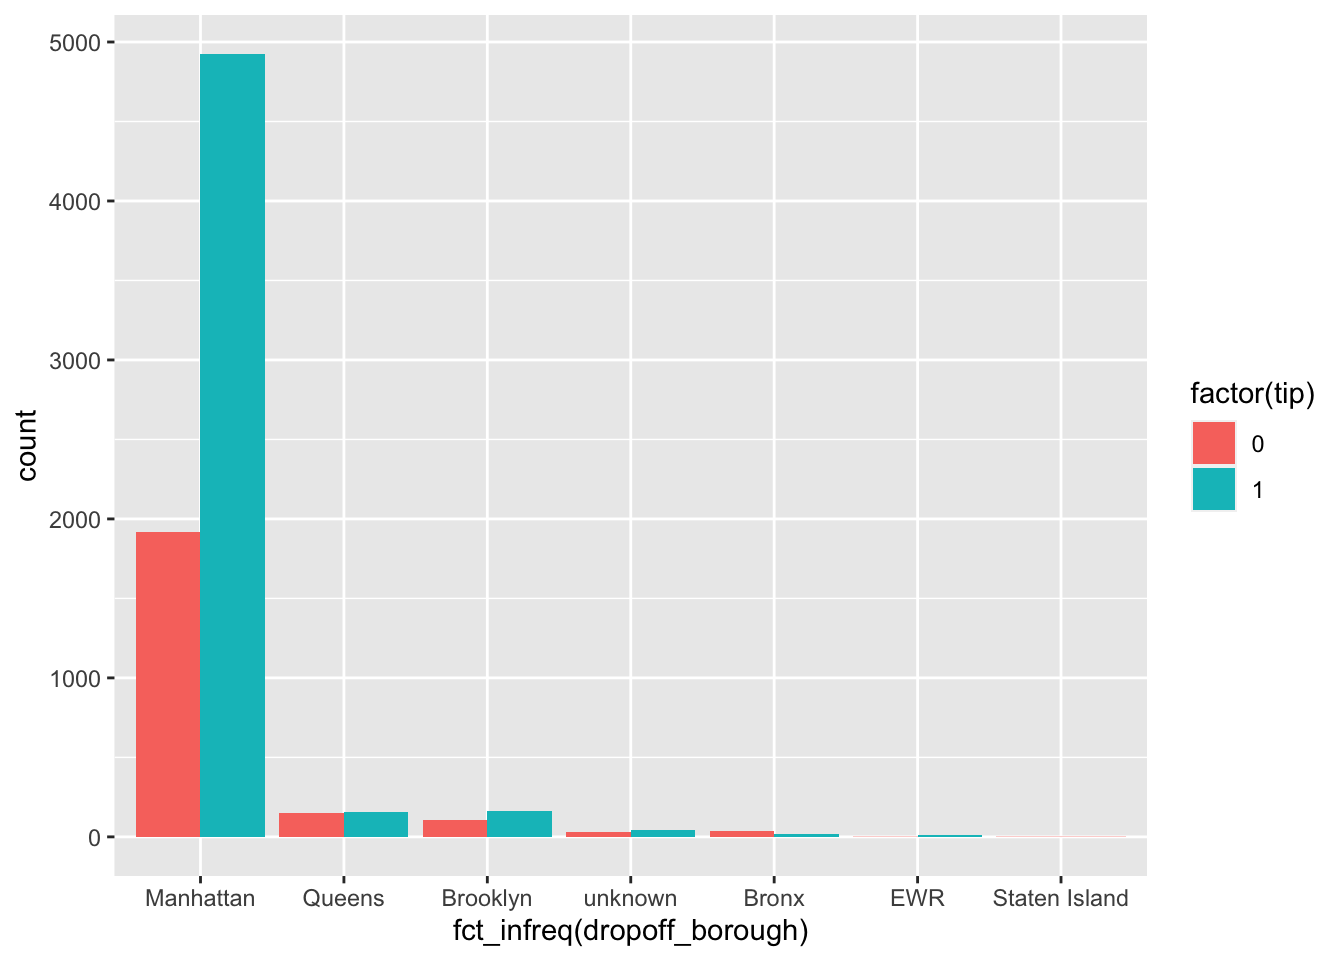 5000
4000
3000
2000
1000
0
count
Manhattan Queens Brooklyn unknown Bronx EWR Staten Island
fct_infreq(dropoff_borough)
factor(tip)
0
1